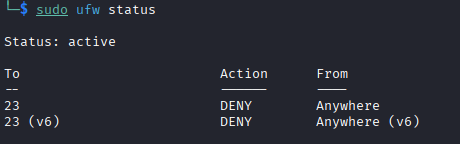 └─$ sudo ufw status
Status: active
To                         Action      From
--                         ------      ----
23                         DENY        Anywhere
23 (v6)                    DENY        Anywhere (v6)